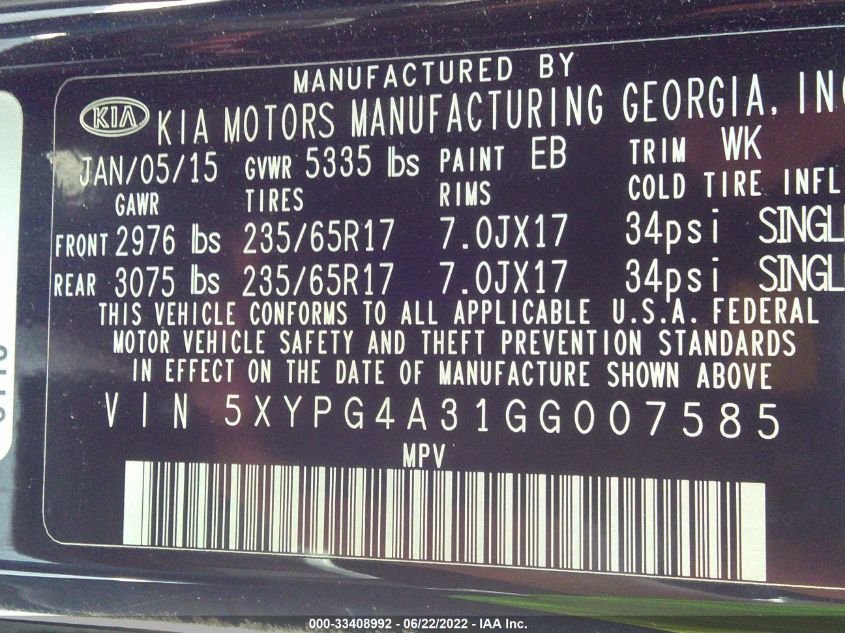 MANUFACTURED BY
KIA KIA MOTORS MANUFACTURING GEORGIA, INC
JAN/05/15 GVWR 5335 lbs PAINT EB TRIM WK
GAWR TIRES RIMS COLD TIRE INFL
FRONT 2976 lbs 235/65R17 7.0JX17 34psi SINGL
REAR 3075 lbs 235/65R17 7.0JX17 34psi SINGL
THIS VEHICLE CONFORMS TO ALL APPLICABLE U.S.A. FEDERAL
MOTOR VEHICLE SAFETY AND THEFT PREVENTION STANDARDS
IN EFFECT ON THE DATE OF MANUFACTURE SHOWN ABOVE
VIN 5XYPG4A31GG007585
MPV
000-33408992 - 06/22/2022 - IAA Inc.